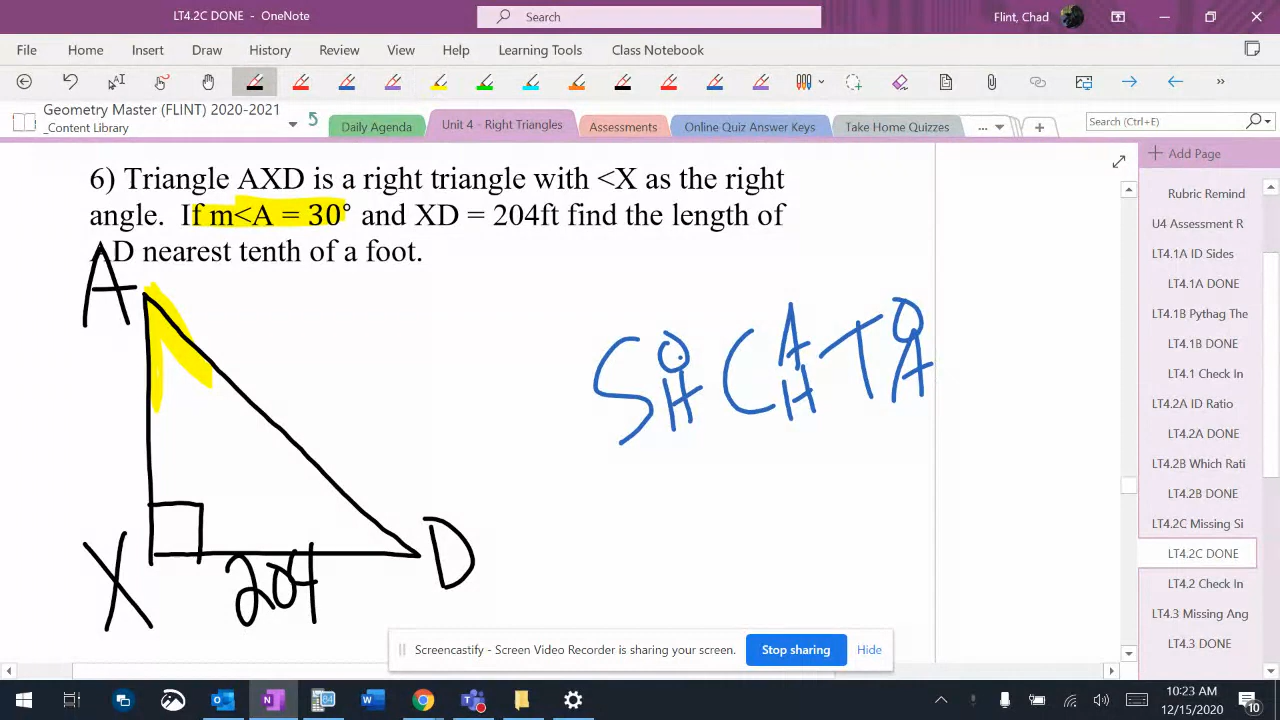 LT4.2C DONE - OneNote
Search
Flint, Chad
File Home Insert Draw History Review View Help Learning Tools Class Notebook
Geometry Master (FLINT) 2020-2021
_Content Library
Daily Agenda
Unit 4 - Right Triangles
Assessments
Online Quiz Answer Keys
Take Home Quizzes
...
Search (Ctrl+E)
Add Page
Rubric Remind
U4 Assessment R
LT4.1A ID Sides
LT4.1A DONE
LT4.1B Pythag The
LT4.1B DONE
LT4.1 Check In
LT4.2A ID Ratio
LT4.2A DONE
LT4.2B Which Rati
LT4.2B DONE
LT4.2C Missing Si
LT4.2C DONE
LT4.2 Check In
LT4.3 Missing Ang
LT4.3 DONE
6) Triangle AXD is a right triangle with <X as the right
angle. If m<A = 30° and XD = 204ft find the length of
AD nearest tenth of a foot.
A
S O H C A H T O A
X
204
D
Screencastify - Screen Video Recorder is sharing your screen.
Stop sharing
Hide
84
10:23 AM
12/15/2020
10